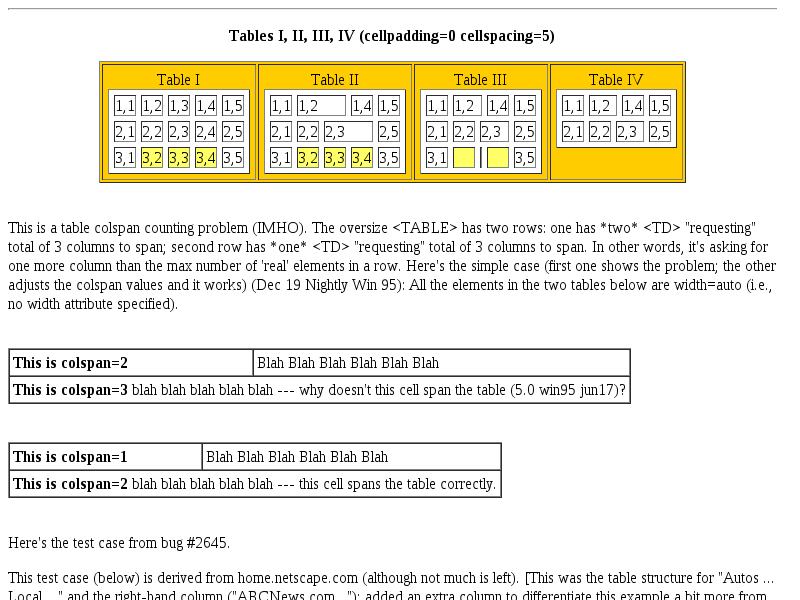 Tables I, II, III, IV (cellpadding=0 cellspacing=5)
Table I Table II Table III Table IV
1,1 1,2 1,3 1,4 1,5 1,1 1,2 1,4 1,5 1,1 1,2 1,4 1,5 1,1 1,2 1,4 1,5
2,1 2,2 2,3 2,4 2,5 2,1 2,2 2,3 2,5 2,1 2,2 2,3 2,5 2,1 2,2 2,3 2,5
3,1 3,2 3,3 3,4 3,5 3,1 3,2 3,3 3,4 3,5 3,1 3,5
This is a table colspan counting problem (IMHO). The oversize <TABLE> has two rows: one has *two* <TD> "requesting"
total of 3 columns to span; second row has *one* <TD> "requesting" total of 3 columns to span. In other words, it's asking for
one more column than the max number of 'real' elements in a row. Here's the simple case (first one shows the problem; the other
adjusts the colspan values and it works) (Dec 19 Nightly Win 95): All the elements in the two tables below are width=auto (i.e.,
no width attribute specified).
This is colspan=2 Blah Blah Blah Blah Blah Blah
This is colspan=3 blah blah blah blah blah --- why doesn't this cell span the table (5.0 win95 jun17)?
This is colspan=1 Blah Blah Blah Blah Blah Blah
This is colspan=2 blah blah blah blah blah --- this cell spans the table correctly.
Here's the test case from bug #2645.
This test case (below) is derived from home.netscape.com (although not much is left). [This was the table structure for "Autos ...
Local ..." and the right-hand column ("ABCNews.com ..."); added an extra column to differentiate this example a bit more from